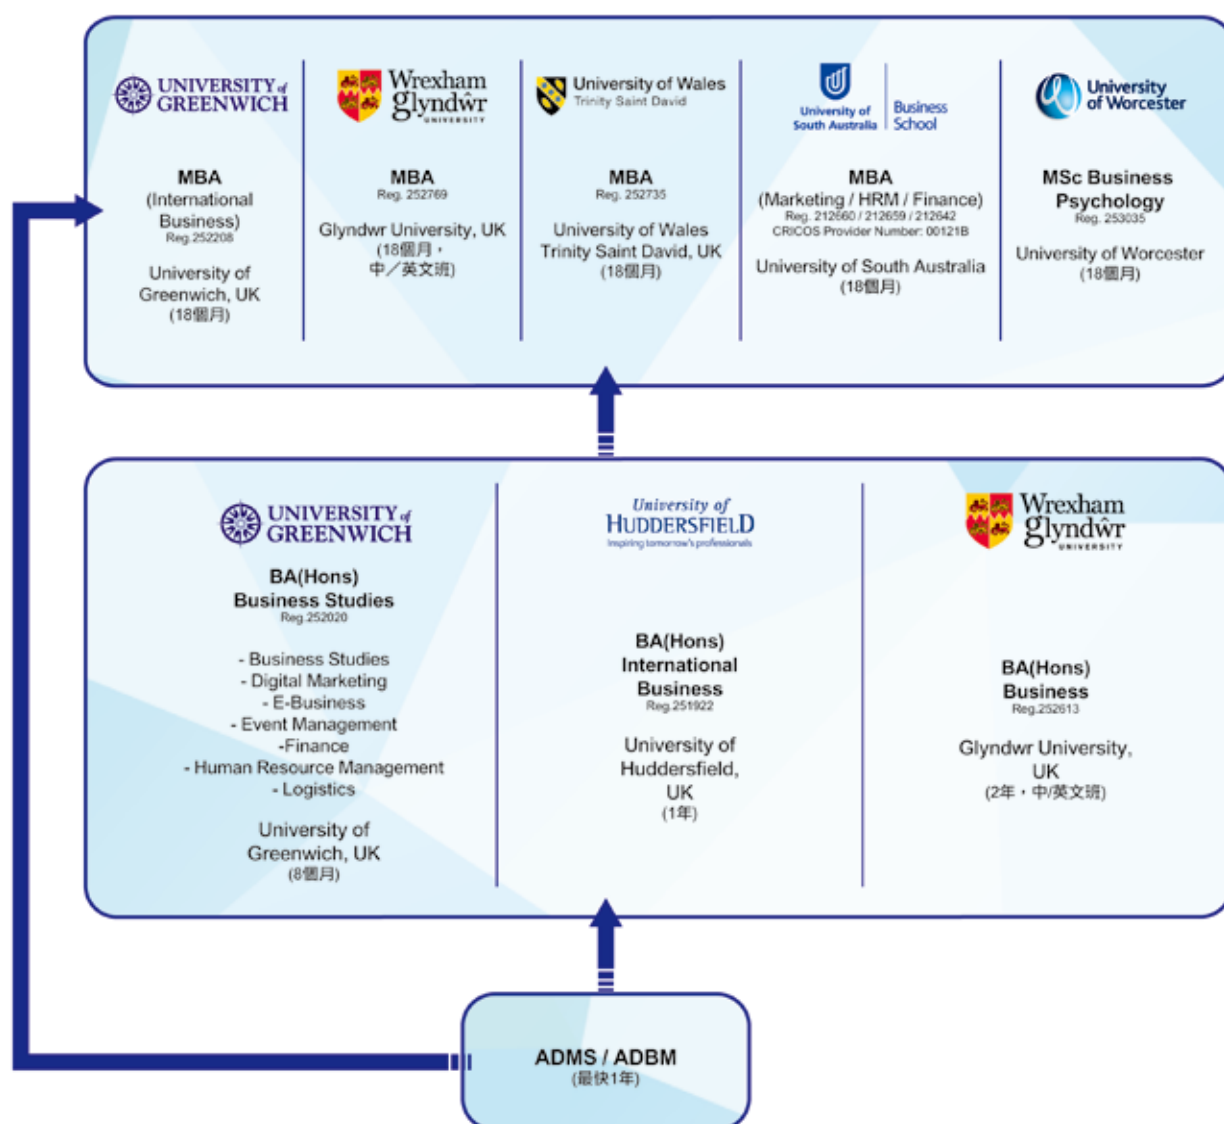 UNIVERSITY of
GREENWICH
MBA
(International
Business)
Reg.252208
University of
Greenwich, UK
(18個月)
Wrexham
glyndŵr
UNIVERSITY
MBA
Reg. 252769
Glyndwr University, UK
(18個月，
中／英文班)
University of Wales
Trinity Saint David
MBA
Reg. 252735
University of Wales
Trinity Saint David, UK
(18個月)
University of
South Australia
Business
School
MBA
(Marketing / HRM / Finance)
Reg. 212660 / 212659 / 212642
CRICOS Provider Number: 00121B
University of South Australia
(18個月)
University
of Worcester
MSc Business
Psychology
Reg. 253035
University of Worcester
(18個月)
UNIVERSITY of
GREENWICH
BA(Hons)
Business Studies
Reg.252020
- Business Studies
- Digital Marketing
- E-Business
- Event Management
-Finance
- Human Resource Management
- Logistics
University of
Greenwich, UK
(8個月)
University of
HUDDERSFIELD
Inspiring tomorrow's professionals
BA(Hons)
International
Business
Reg.251922
University of
Huddersfield,
UK
(1年)
Wrexham
glyndŵr
UNIVERSITY
BA(Hons)
Business
Reg.252613
Glyndwr University,
UK
(2年，中/英文班)
ADMS / ADBM
(最快1年)